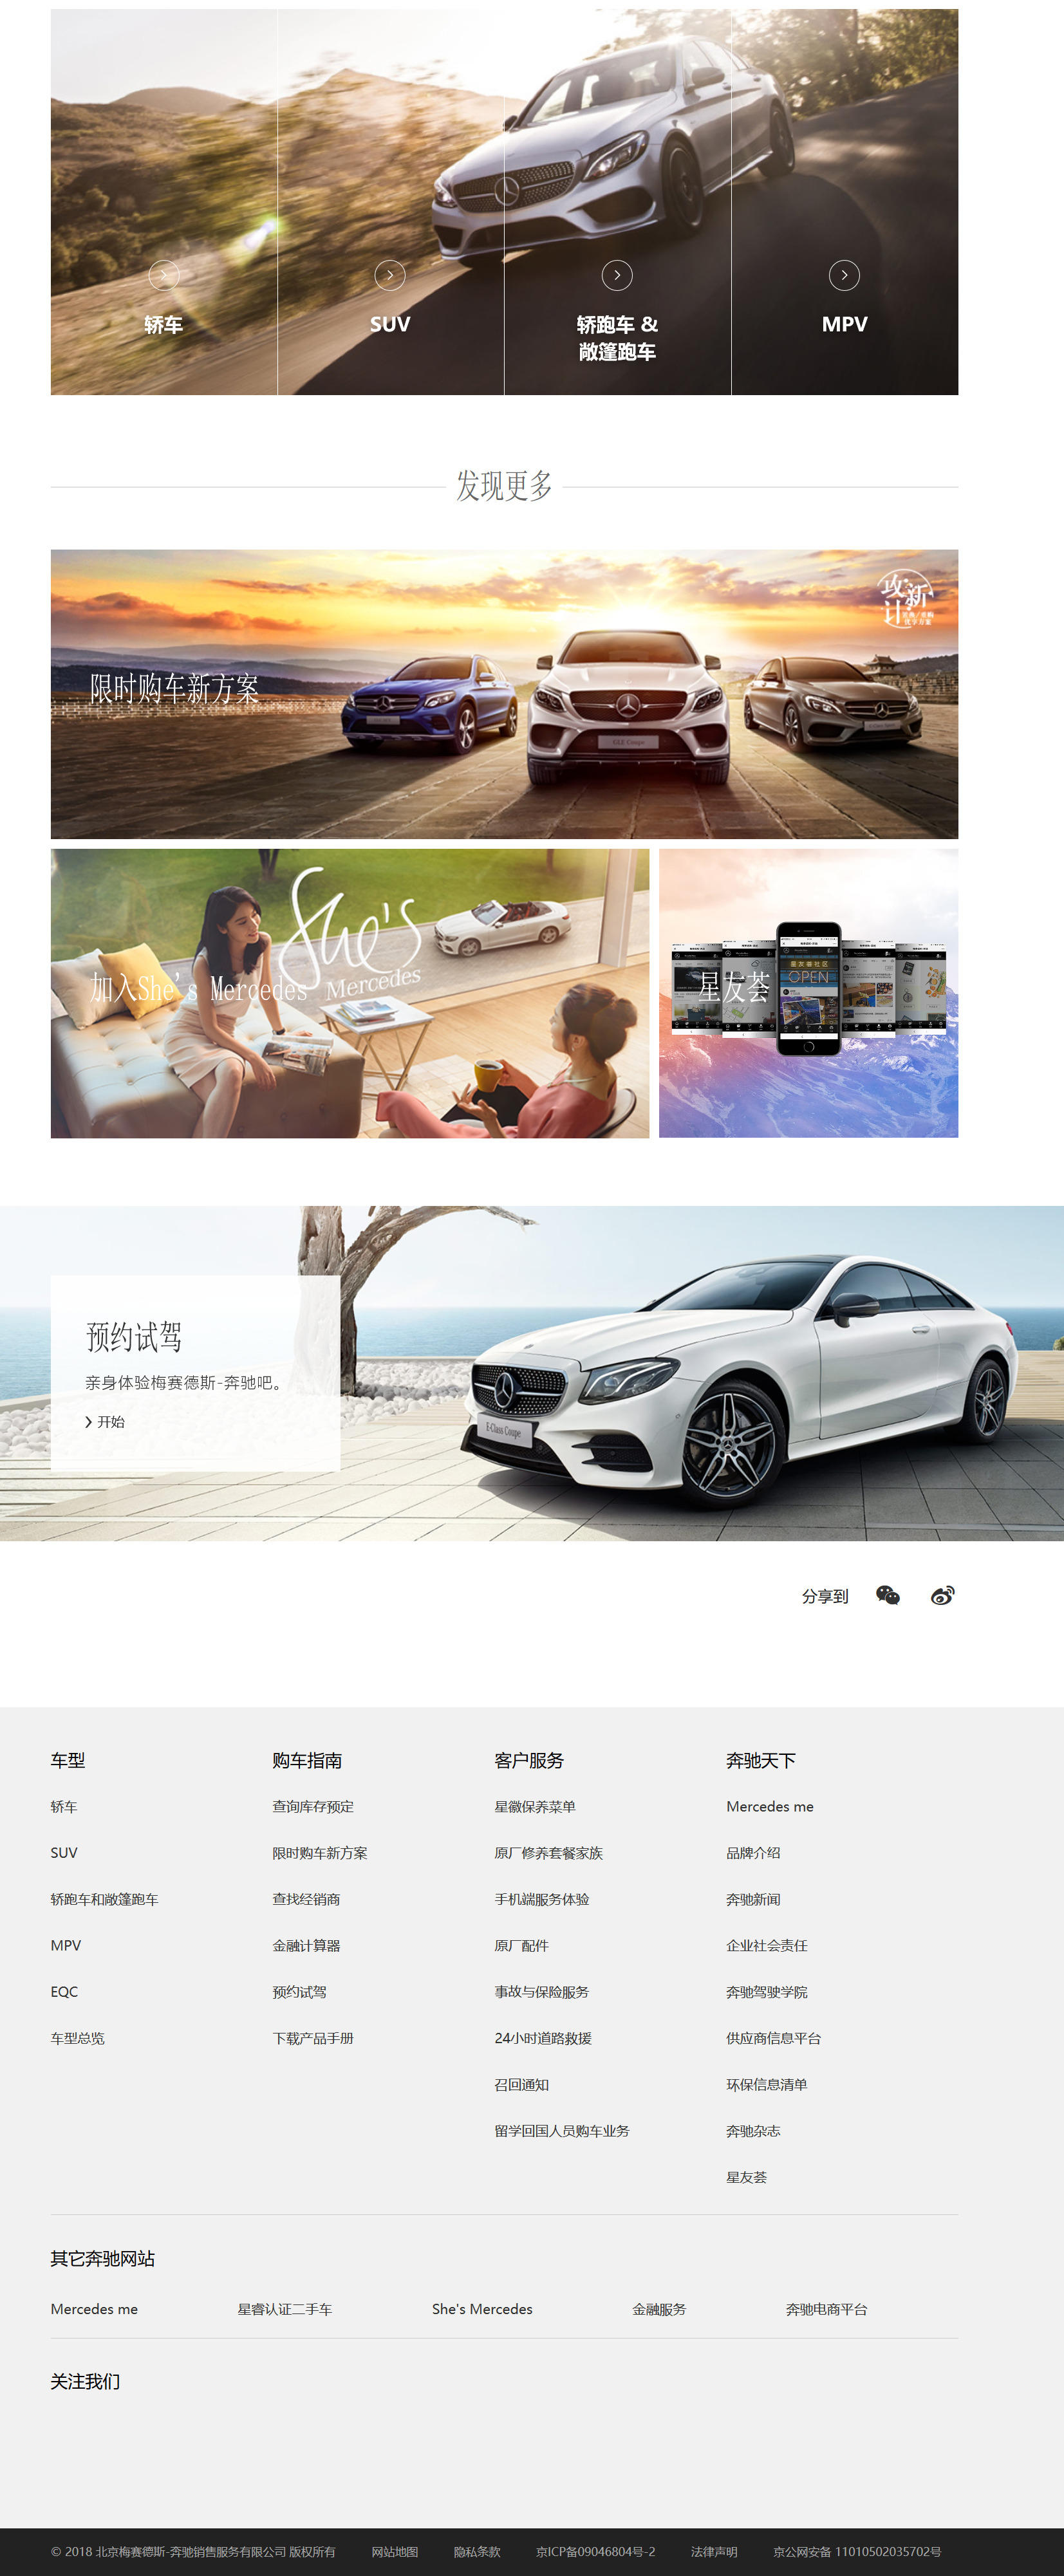 轿车
SUV
轿跑车 &
敞篷跑车
MPV
发现更多
攻新
计
限时购车新方案
GLE Coupe
She's
Mercedes
加入She's Mercedes
星友荟社区
OPEN
星友荟
预约试驾
亲身体验梅赛德斯-奔驰吧。
开始
E-Class Coupe
分享到
车型
购车指南
客户服务
奔驰天下
轿车
查询库存预定
星徽保养菜单
Mercedes me
SUV
限时购车新方案
原厂修养套餐家族
品牌介绍
轿跑车和敞篷跑车
查找经销商
手机端服务体验
奔驰新闻
MPV
金融计算器
原厂配件
企业社会责任
EQC
预约试驾
事故与保险服务
奔驰驾驶学院
车型总览
下载产品手册
24小时道路救援
供应商信息平台
召回通知
环保信息清单
留学回国人员购车业务
奔驰杂志
星友荟
其它奔驰网站
Mercedes me
星睿认证二手车
She's Mercedes
金融服务
奔驰电商平台
关注我们
© 2018 北京梅赛德斯-奔驰销售服务有限公司 版权所有
网站地图
隐私条款
京ICP备09046804号-2
法律声明
京公网安备 11010502035702号